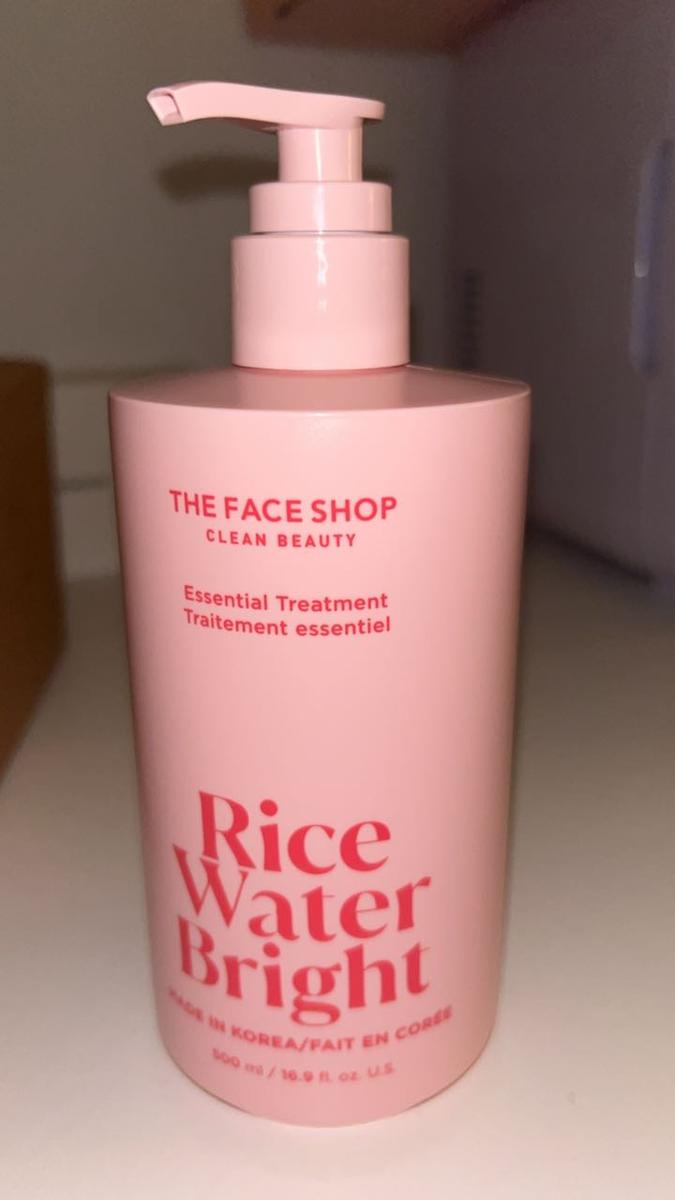 THE FACE SHOP
CLEAN BEAUTY
Essential Treatment
Traitement essentiel
Rice
Water
Bright
MADE IN KOREA/FAIT EN CORÉE
500 ml / 16.9 fl. oz. U.S.